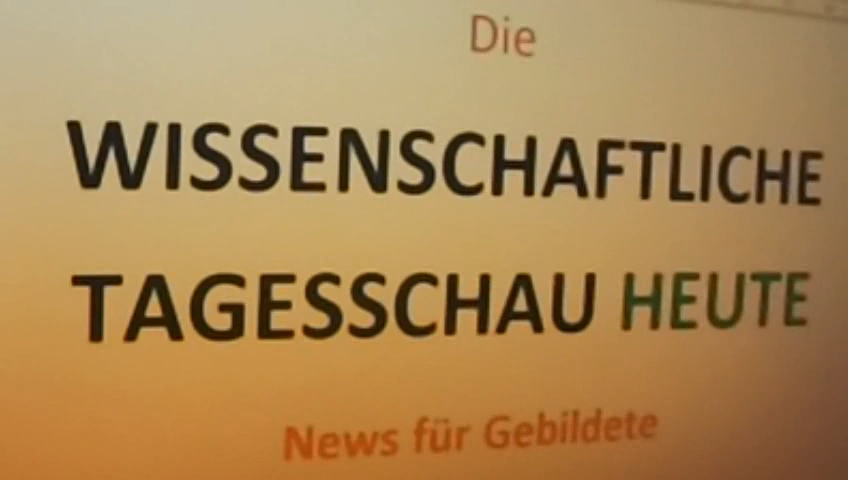 Die
WISSENSCHAFTLICHE
TAGESSCHAU HEUTE
News für Gebildete